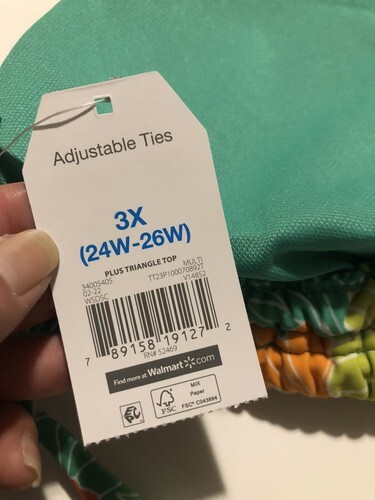 Adjustable Ties
3X
(24W-26W)
PLUS TRIANGLE TOP
34005405 MULTI
02-22 TT23P100070892T
WSDSC V14852
7 89158 19127 2
RN# 52469
Find more at Walmart.com
FSC
MIX
Paper
FSC® C043694